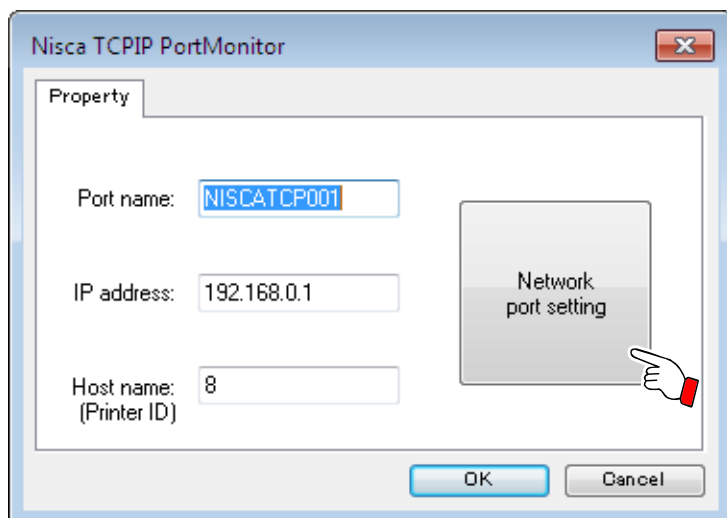 Nisca TCPIP PortMonitor
Property
Port name: NISCATCP001
IP address: 192.168.0.1
Host name: 8
(Printer ID)
Network
port setting
OK Cancel